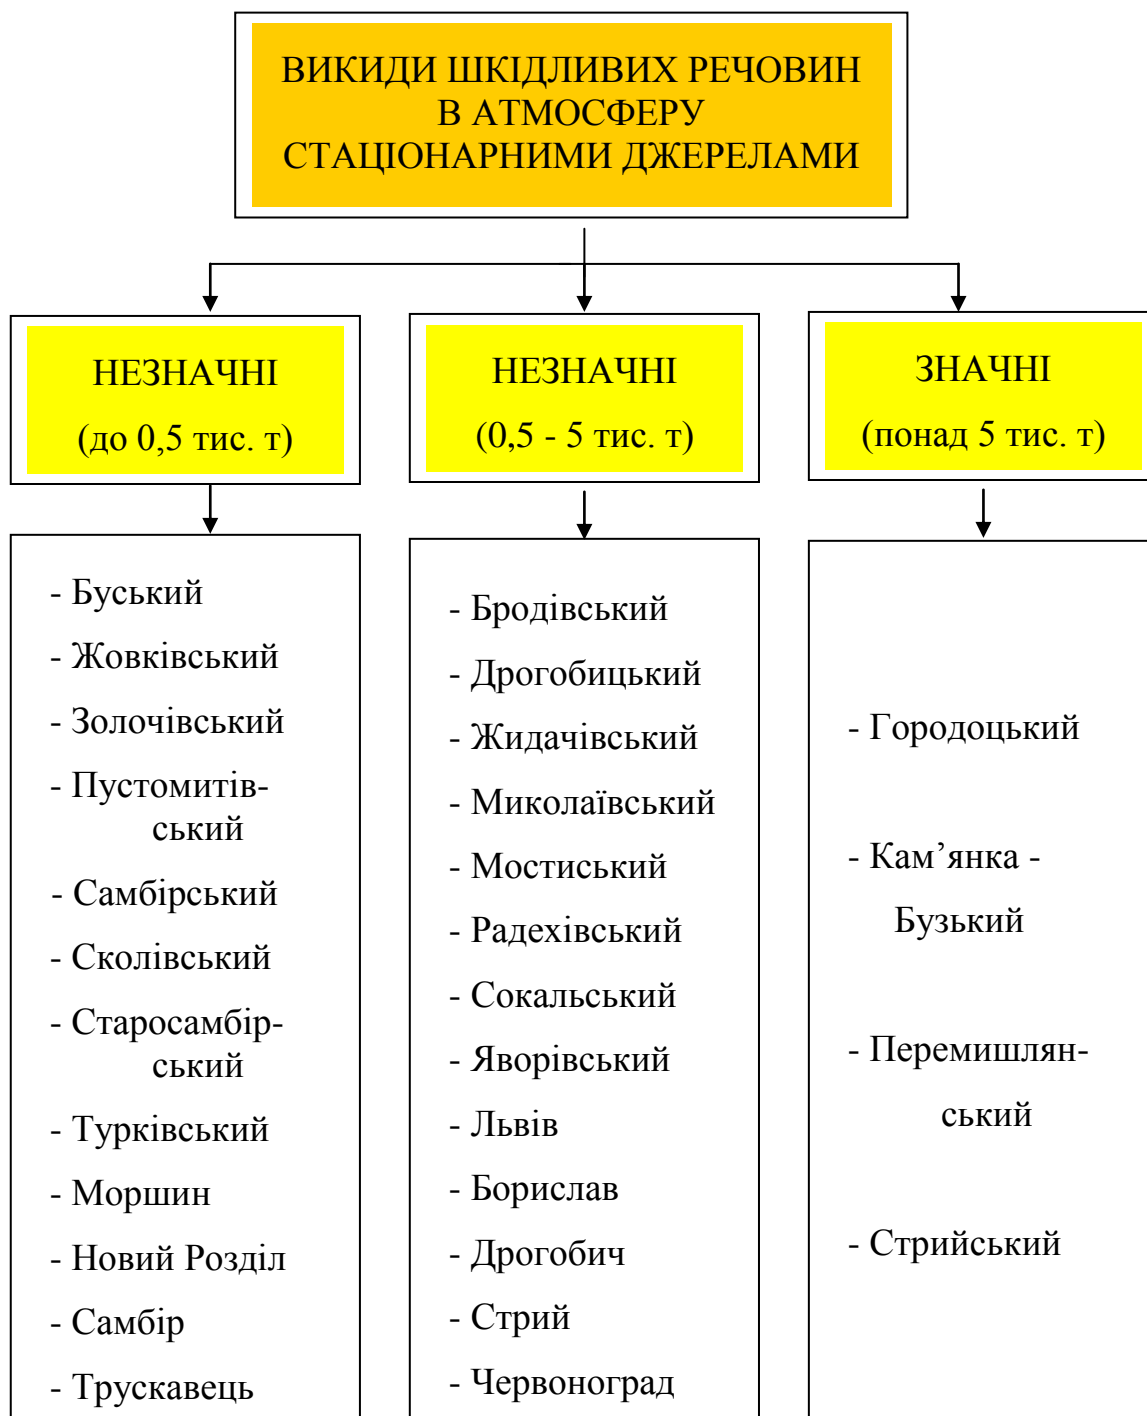 ВИКИДИ ШКІДЛИВИХ РЕЧОВИН
В АТМОСФЕРУ
СТАЦІОНАРНИМИ ДЖЕРЕЛАМИ
НЕЗНАЧНІ
(до 0,5 тис. т)
НЕЗНАЧНІ
(0,5 - 5 тис. т)
ЗНАЧНІ
(понад 5 тис. т)
- Буський
- Жовківський
- Золочівський
- Пустомитів-
ський
- Самбірський
- Сколівський
- Старосамбір-
ський
- Турківський
- Моршин
- Новий Розділ
- Самбір
- Трускавець
- Бродівський
- Дрогобицький
- Жидачівський
- Миколаївський
- Мостиський
- Радехівський
- Сокальський
- Яворівський
- Львів
- Борислав
- Дрогобич
- Стрий
- Червоноград
- Городоцький
- Кам’янка -
Бузький
- Перемишлян-
ський
- Стрийський